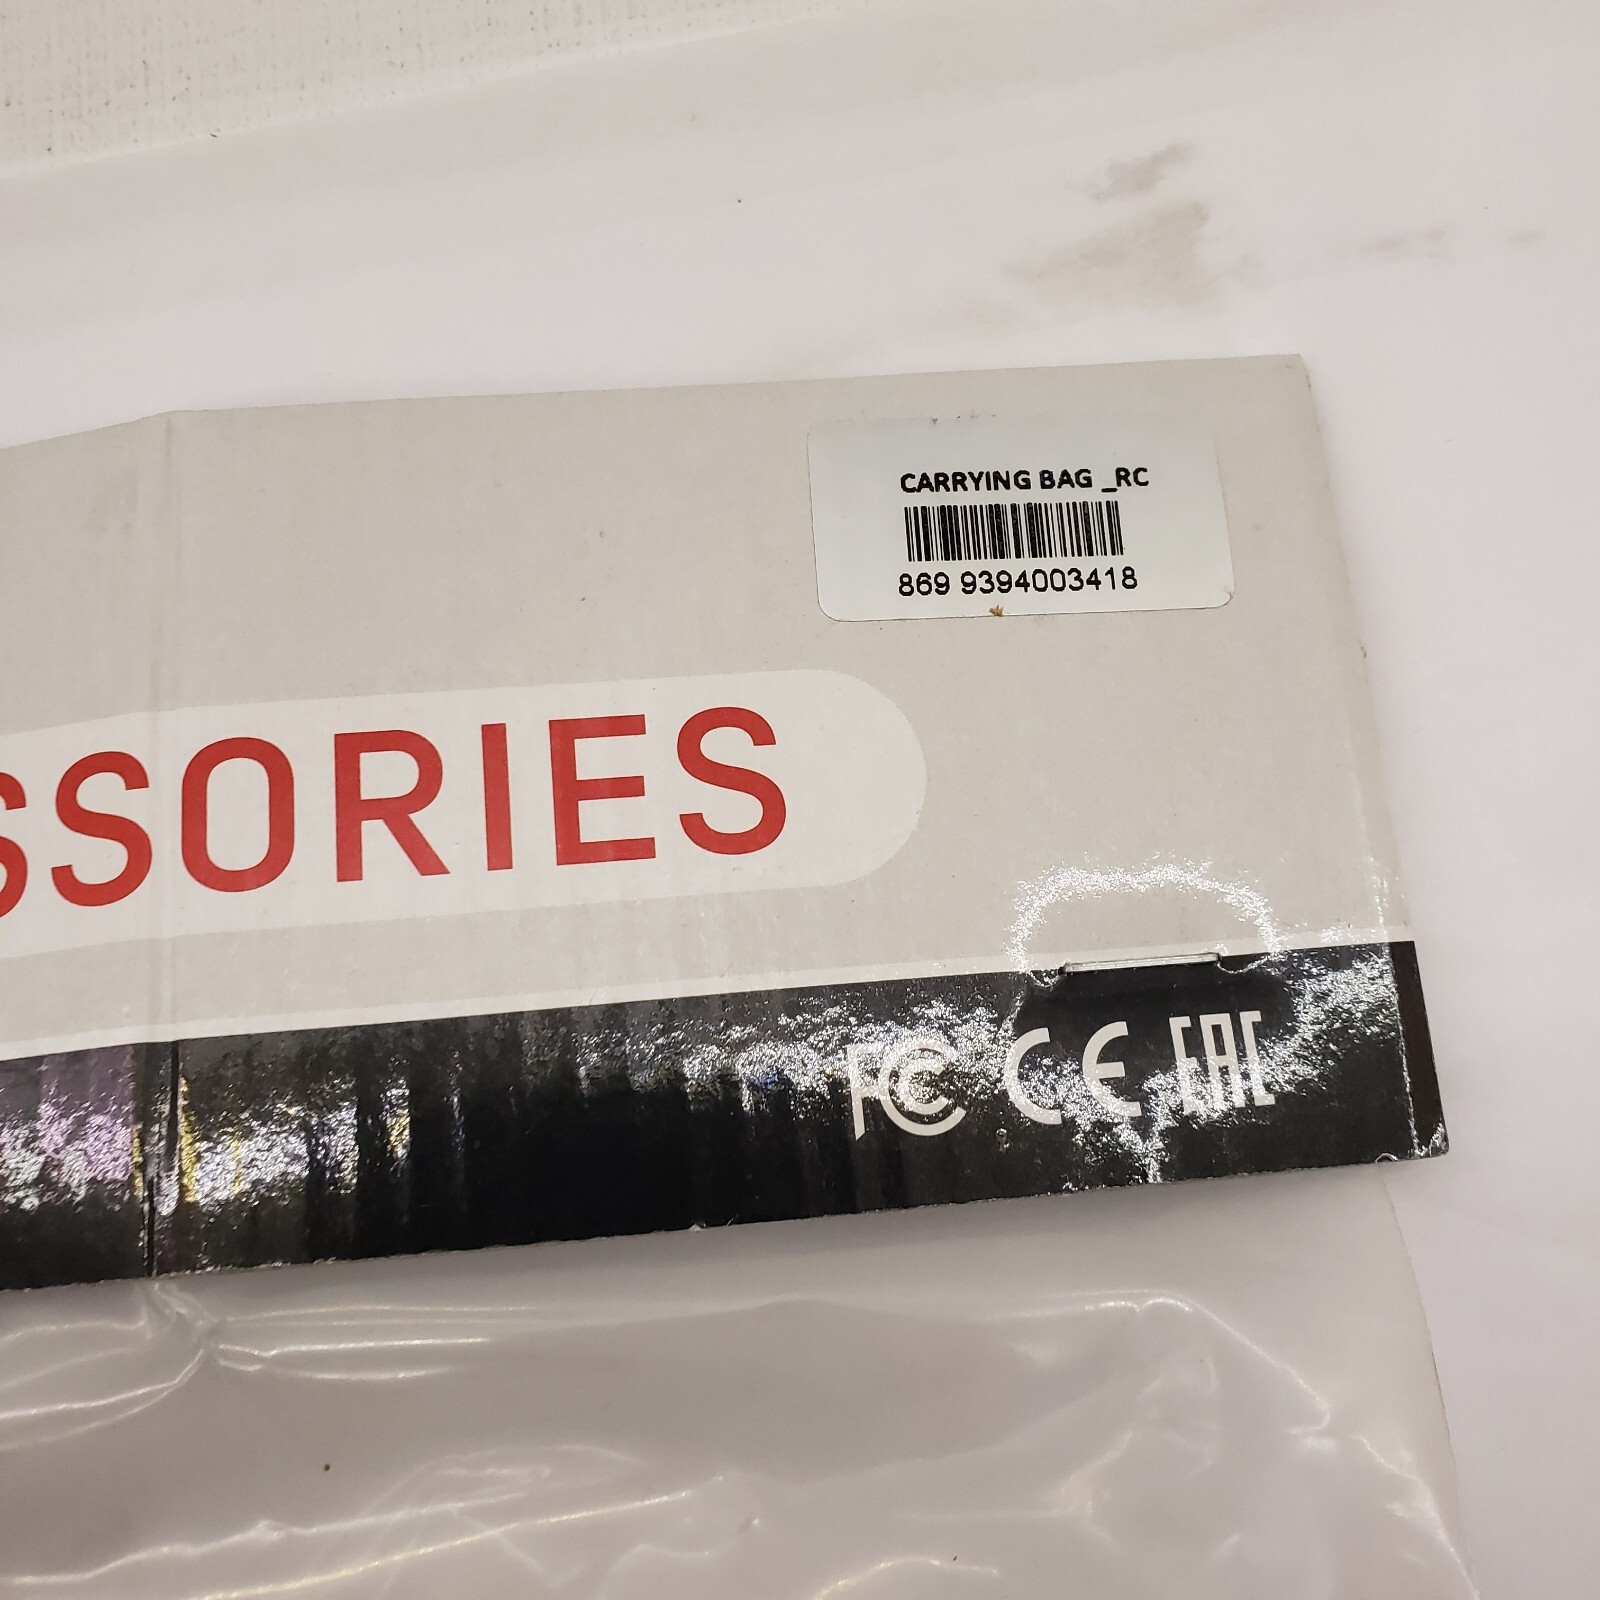 CARRYING BAG _RC
869 9394003418
SSORIES
FC CE EAC